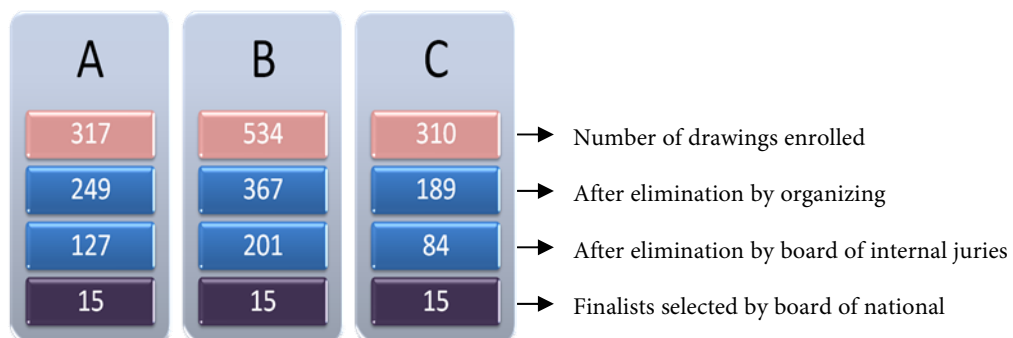 A B C
317 534 310 Number of drawings enrolled
249 367 189 After elimination by organizing
127 201 84 After elimination by board of internal juries
15 15 15 Finalists selected by board of national